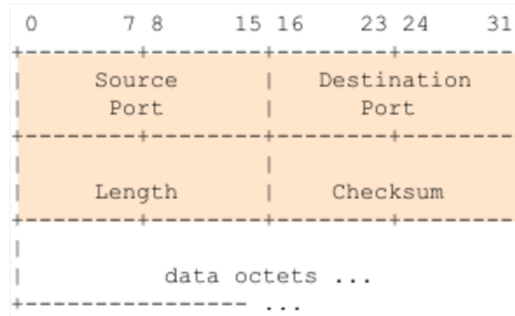 0 7 8 15 16 23 24 31
Source | Destination
Port | Port
Length | Checksum
data octets ...
...